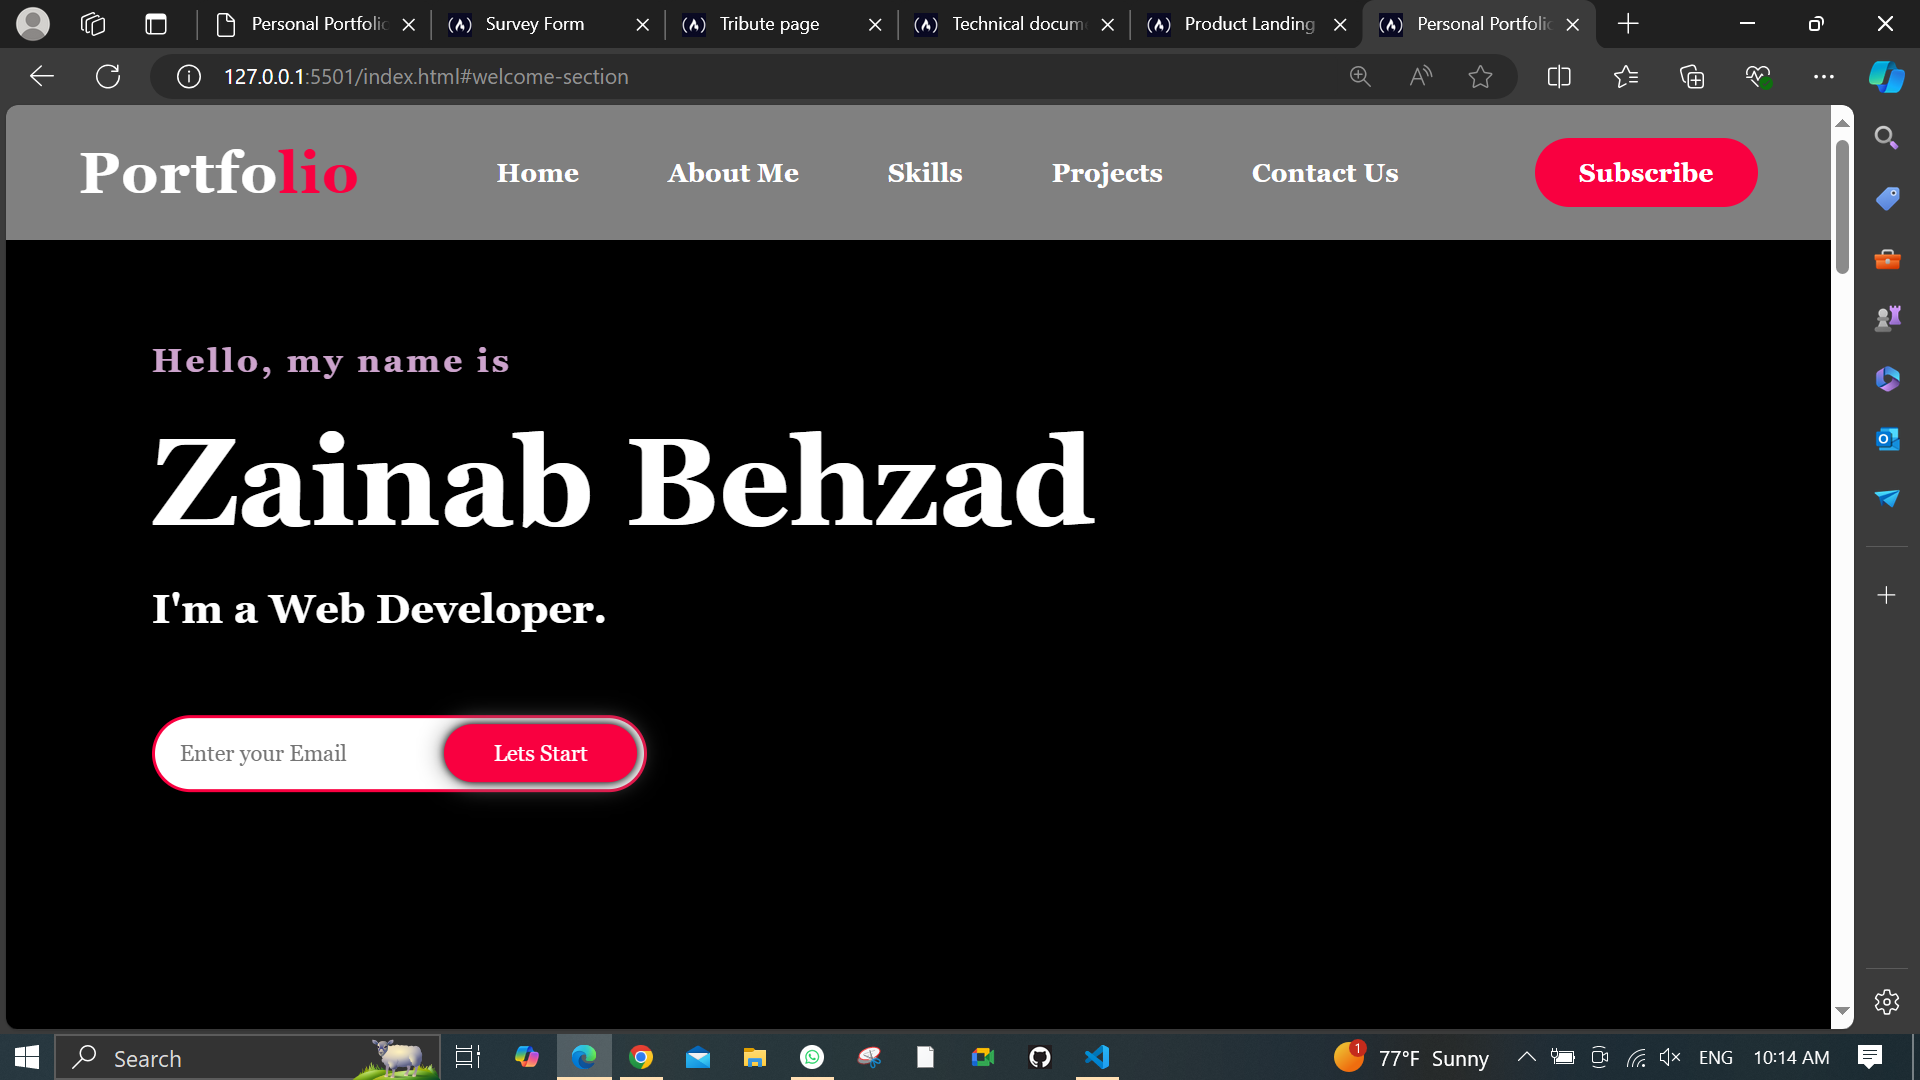 Personal Portfolio
Survey Form
Tribute page
Technical docum
Product Landing
Personal Portfolio
127.0.0.1:5501/index.html#welcome-section
Portfolio
Home
About Me
Skills
Projects
Contact Us
Subscribe
Hello, my name is
Zainab Behzad
I'm a Web Developer.
Enter your Email
Lets Start
Search
1
77°F Sunny
ENG
10:14 AM